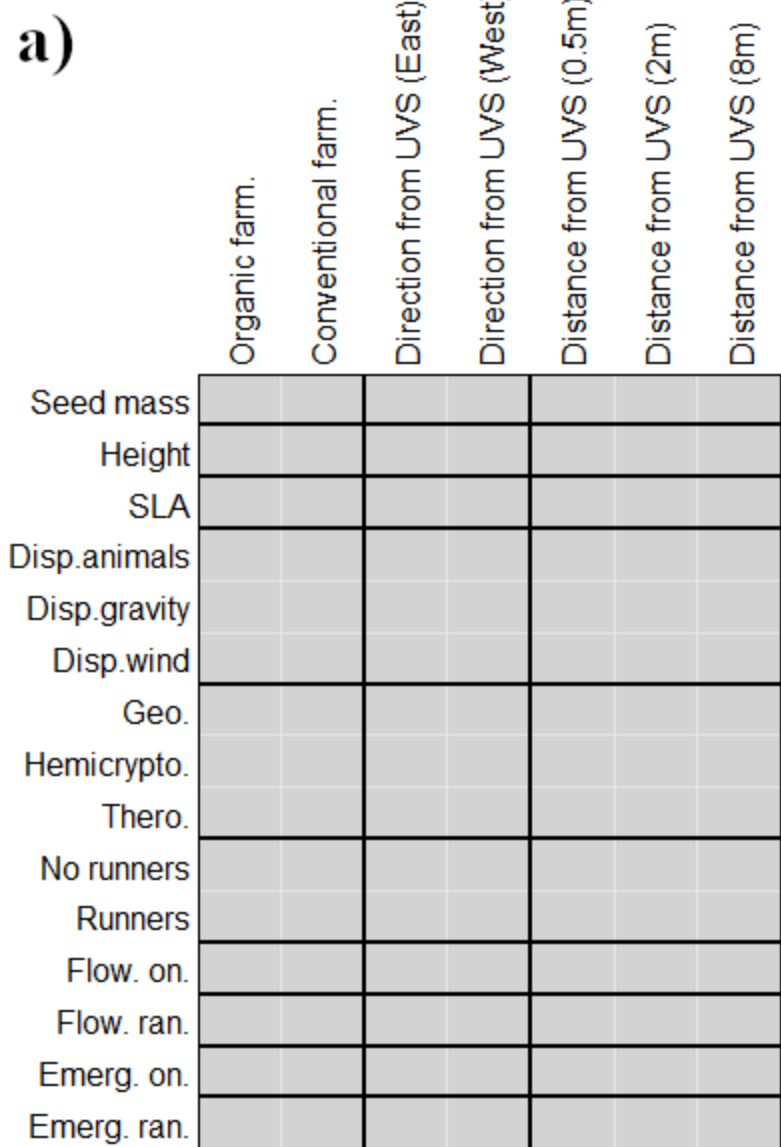 a)
Organic farm.
Conventional farm.
Direction from UVS (East)
Direction from UVS (West)
Distance from UVS (0.5m)
Distance from UVS (2m)
Distance from UVS (8m)
Seed mass
Height
SLA
Disp.animals
Disp.gravity
Disp.wind
Geo.
Hemicrypto.
Thero.
No runners
Runners
Flow. on.
Flow. ran.
Emerg. on.
Emerg. ran.